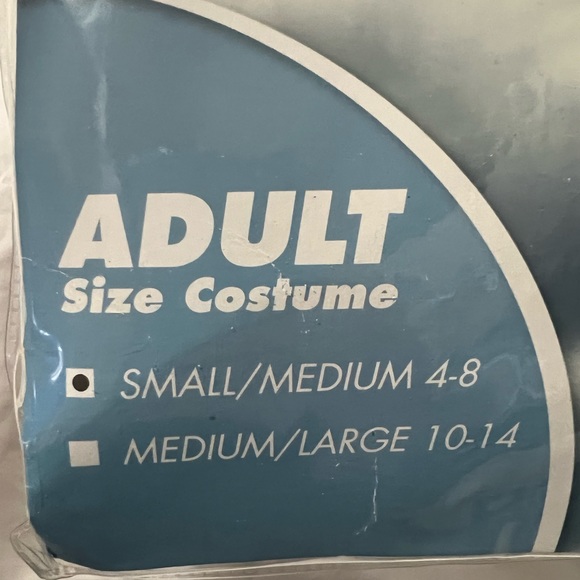 ADULT
Size Costume
SMALL/MEDIUM 4-8
MEDIUM/LARGE 10-14